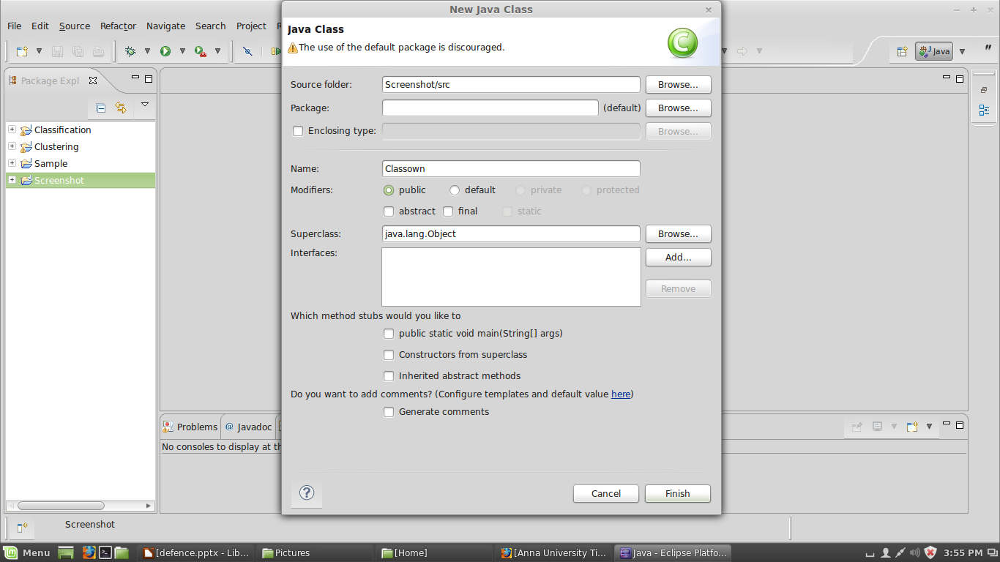 New Java Class
File Edit Source Refactor Navigate Search Project
Java Class
The use of the default package is discouraged.
Java
Package Expl
Source folder: Screenshot/src Browse...
Package: (default) Browse...
Enclosing type: Browse...
Classification
Clustering
Sample
Screenshot
Name: Classown
Modifiers: public default private protected
abstract final static
Superclass: java.lang.Object Browse...
Interfaces: Add...
Remove
Which method stubs would you like to
public static void main(String[] args)
Constructors from superclass
Inherited abstract methods
Do you want to add comments? (Configure templates and default value here)
Generate comments
Problems @ Javadoc
No consoles to display at th
? Cancel Finish
Screenshot
Menu [defence.pptx - Lib... Pictures [Home] [Anna University Ti... Java - Eclipse Platfo... 3:55 PM